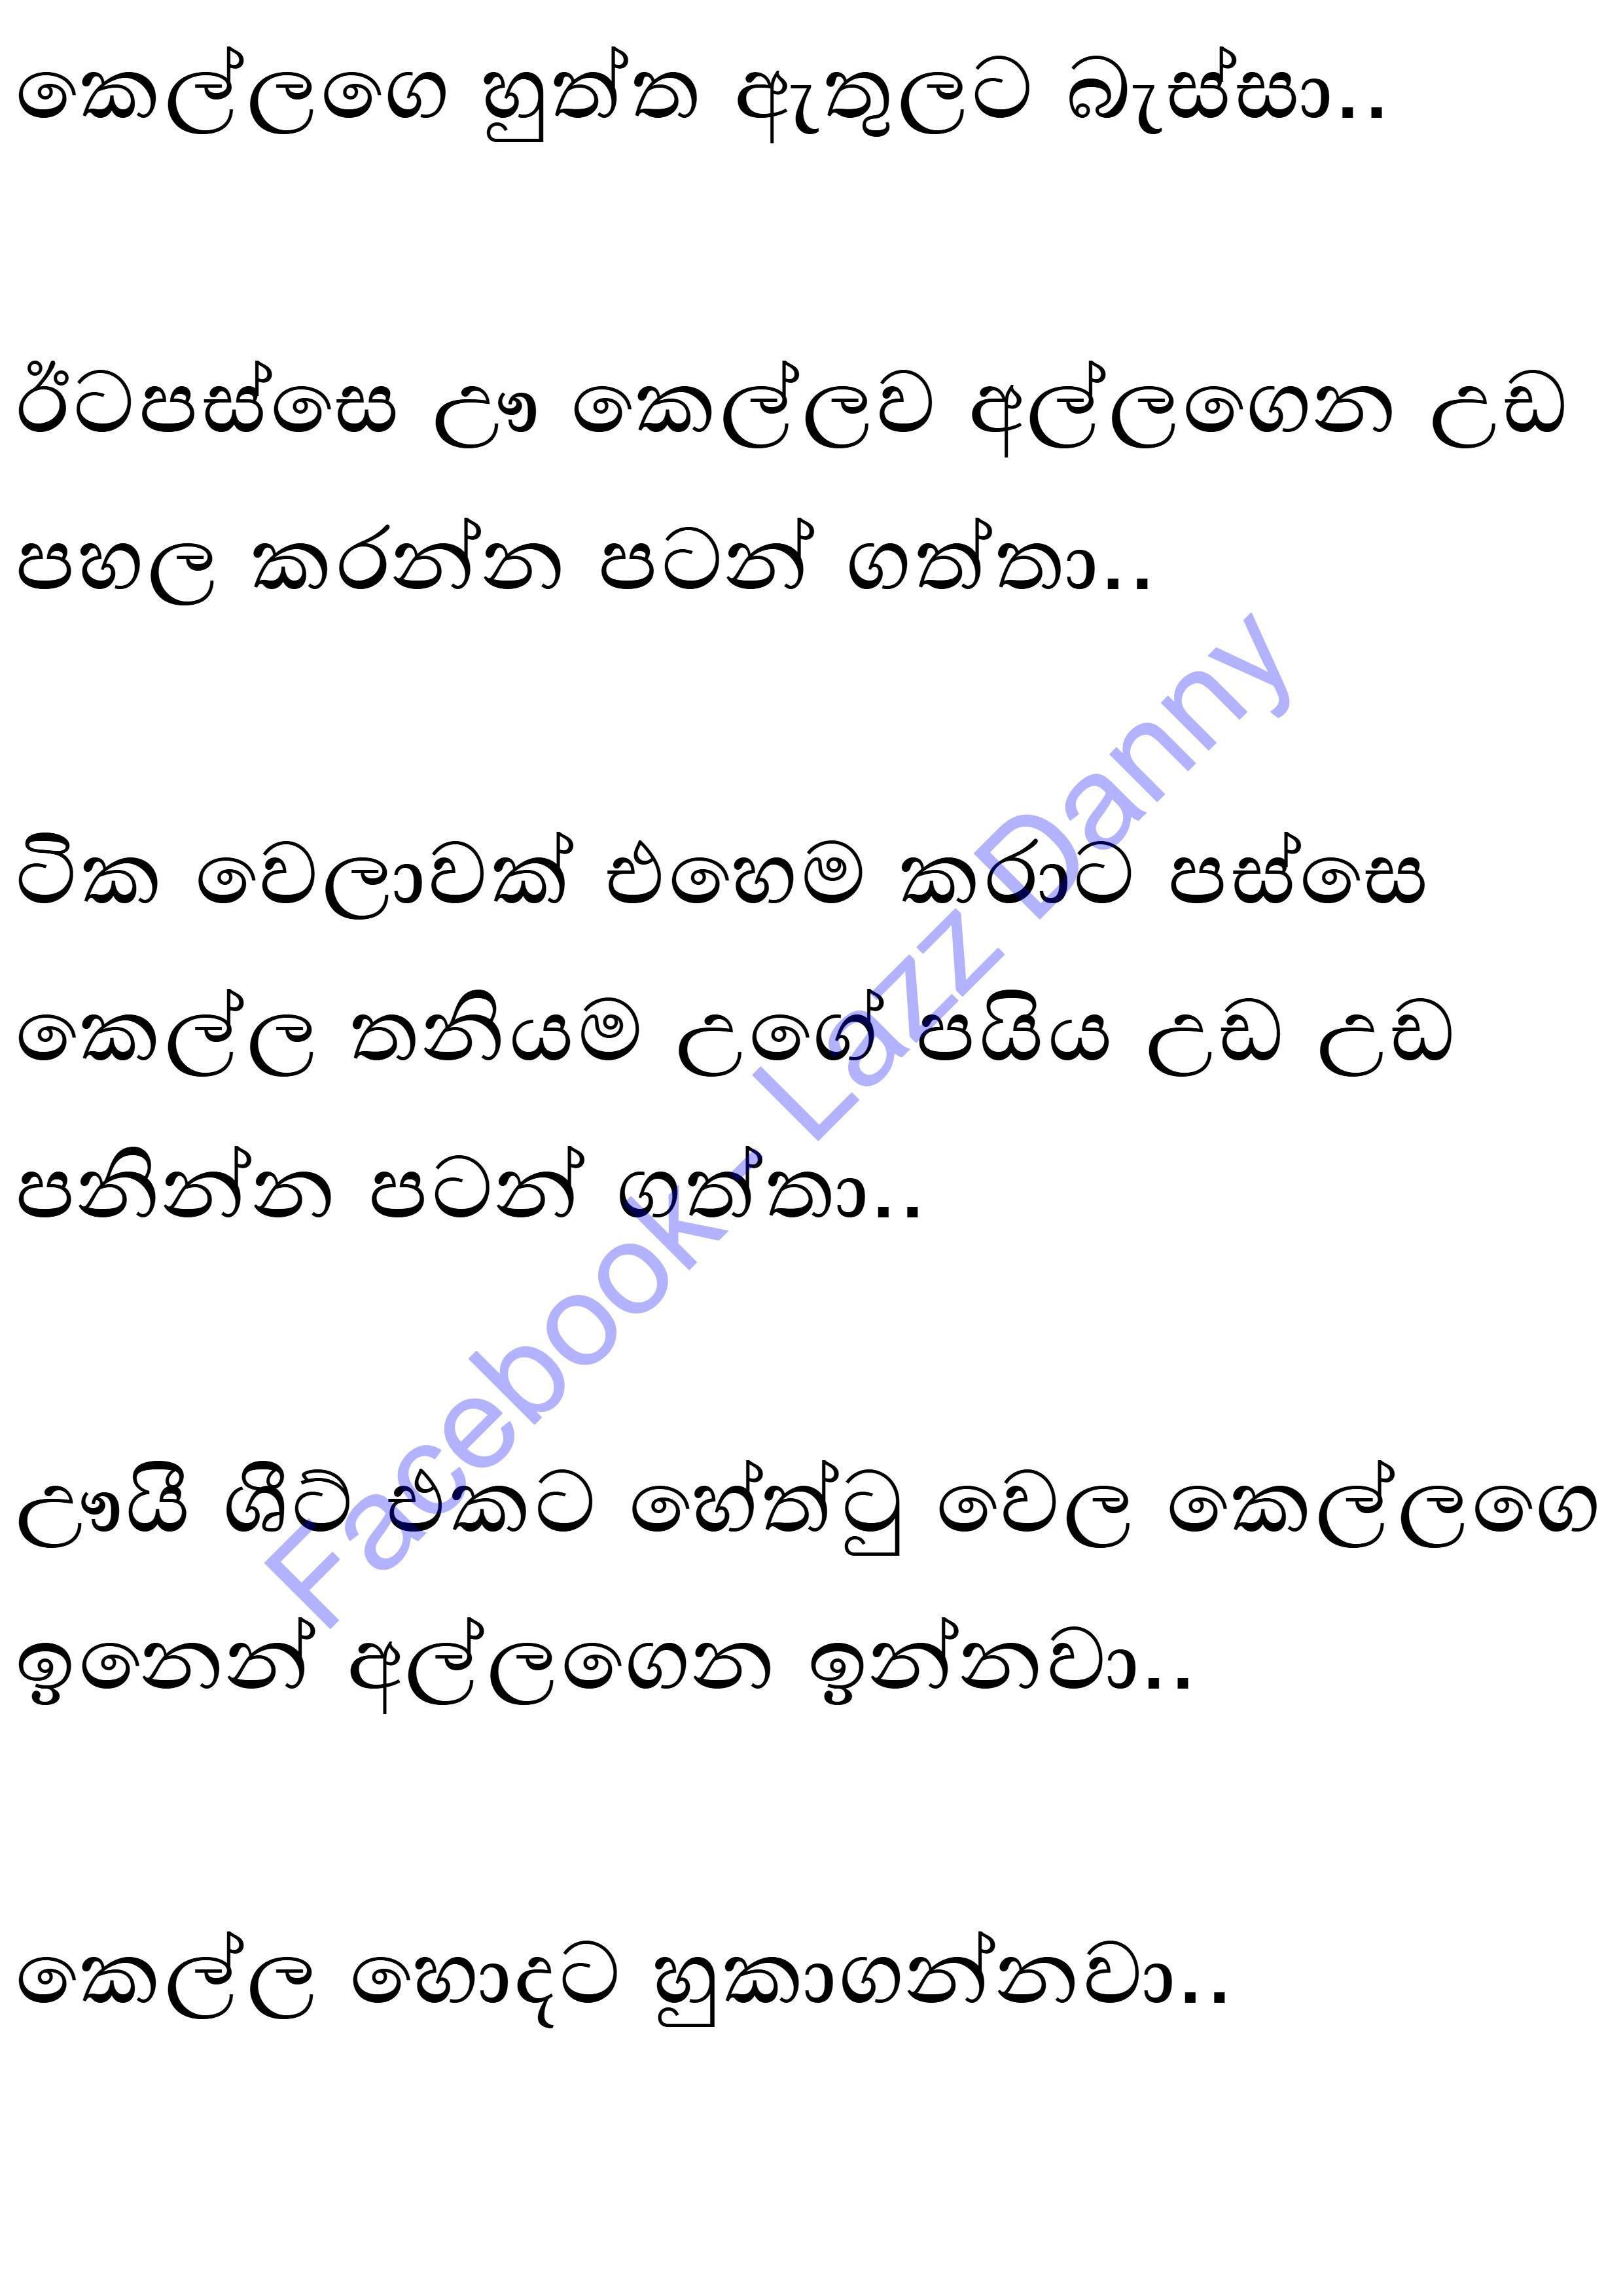 කෙල්ලගෙ හුත්ත ඇතුලට බැස්සා..
ඊටපස්සෙ ඌ කෙල්ලව අල්ලගෙන උඩ
පහල කරන්න පටන් ගත්තා..
ටික වෙලාවක් එහෙම කරාට පස්සෙ
කෙල්ල තනියම උගේ පයිය උඩ උඩ
පනින්න පටන් ගත්තා..
ඌයි ශීට් එකට හේත්ටු වෙල කෙල්ලගෙ
ඉනෙන් අල්ලගෙන ඉන්නවා..
කෙල්ල හොදට හුකාගන්නවා..
Facebook - Lazz Danny